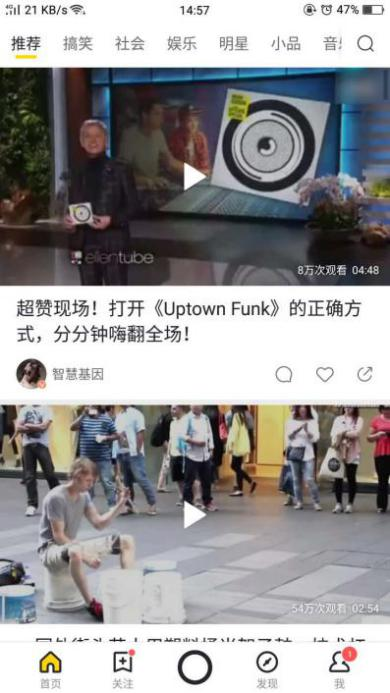 4G 21 KB/s 14:57 47%
推荐 搞笑 社会 娱乐 明星 小品
ellentube
8万次观看 04:48
超赞现场！打开《Uptown Funk》的正确方
式，分分钟嗨翻全场！
智慧基因
54万次观看 02:54
首页 关注 发现 1 我